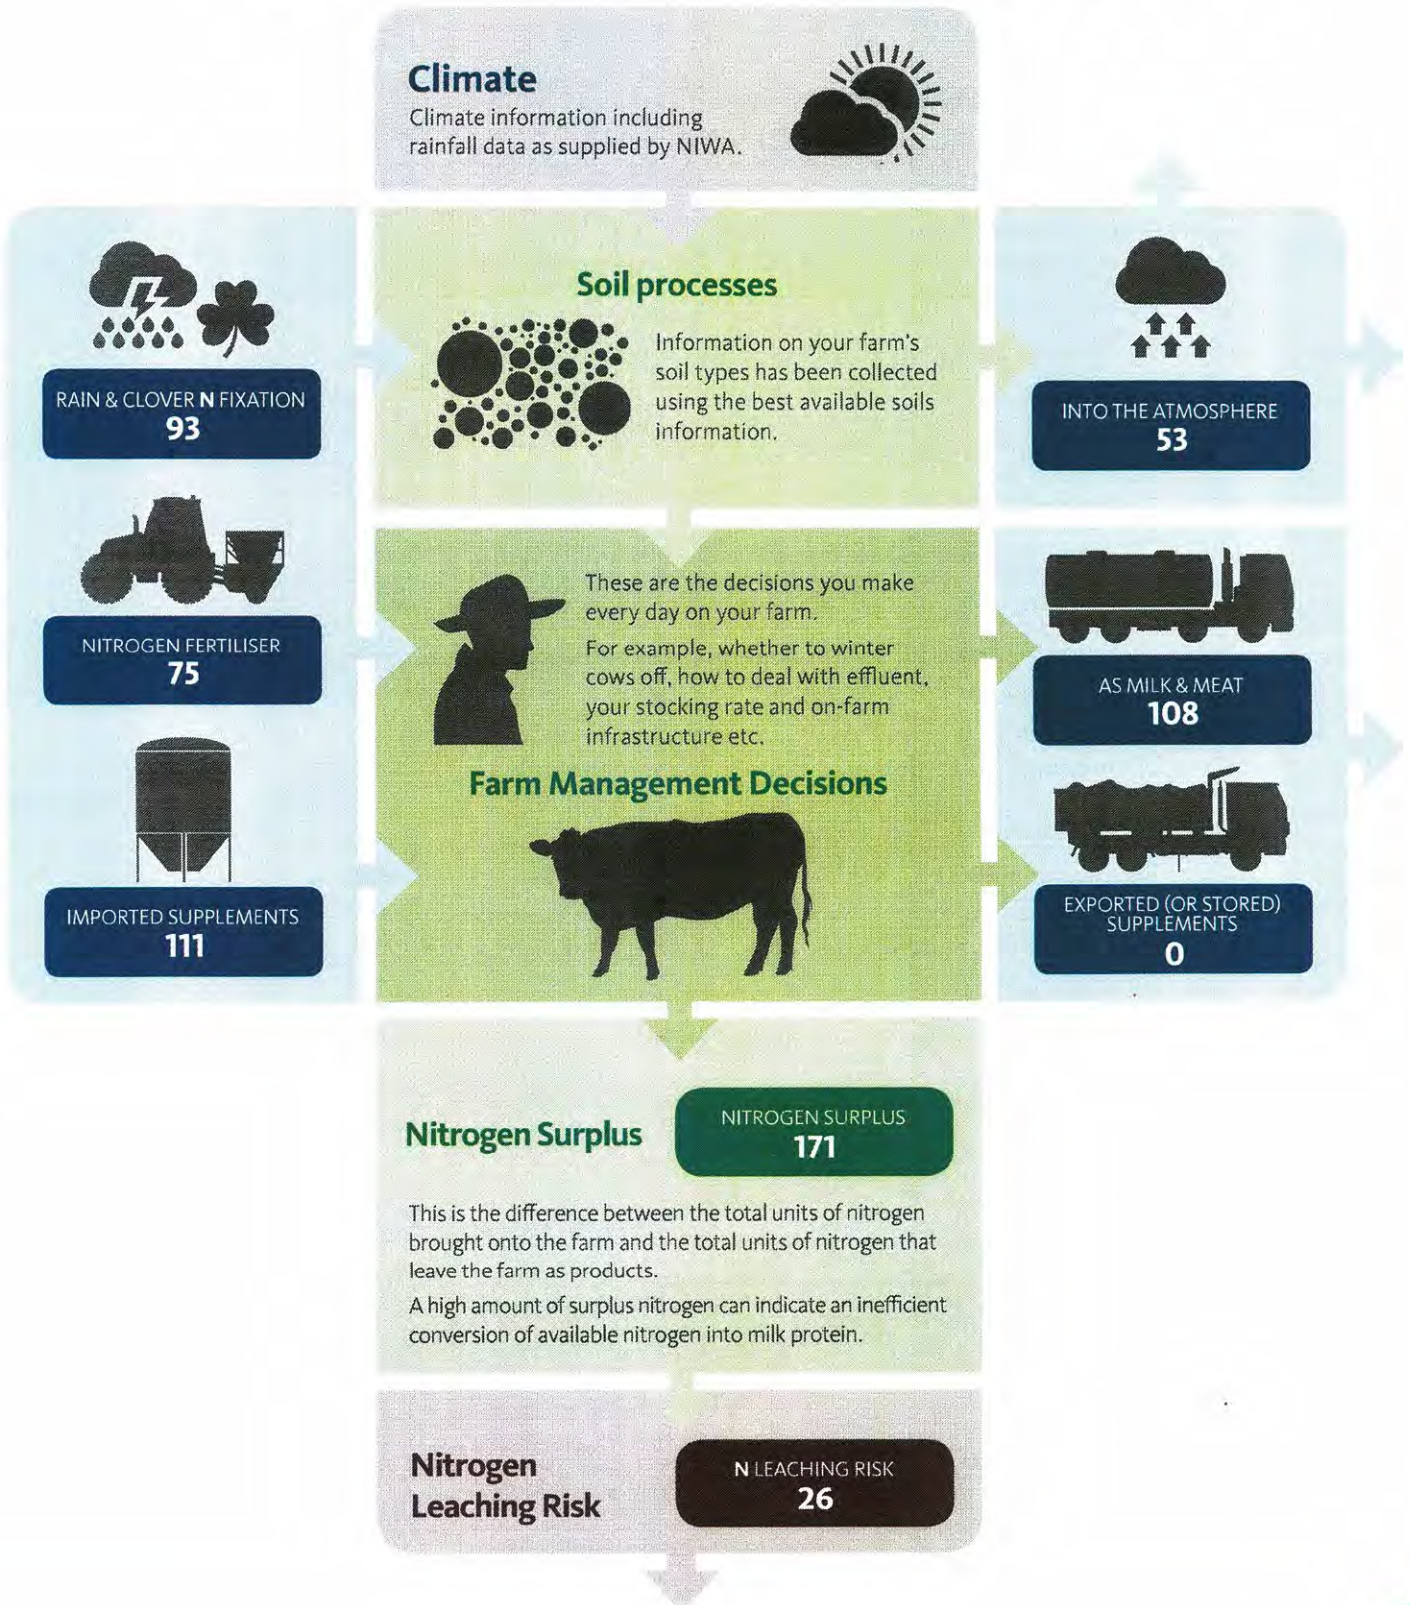 Climate
Climate information including
rainfall data as supplied by NIWA.
RAIN & CLOVER N FIXATION
93
NITROGEN FERTILISER
75
IMPORTED SUPPLEMENTS
111
Soil processes
Information on your farm's
soil types has been collected
using the best available soils
information.
These are the decisions you make
every day on your farm.
For example, whether to winter
cows off, how to deal with effluent,
your stocking rate and on-farm
infrastructure etc.
Farm Management Decisions
INTO THE ATMOSPHERE
53
AS MILK & MEAT
108
EXPORTED (OR STORED)
SUPPLEMENTS
0
Nitrogen Surplus
NITROGEN SURPLUS
171
This is the difference between the total units of nitrogen
brought onto the farm and the total units of nitrogen that
leave the farm as products.
A high amount of surplus nitrogen can indicate an inefficient
conversion of available nitrogen into milk protein.
Nitrogen
Leaching Risk
N LEACHING RISK
26